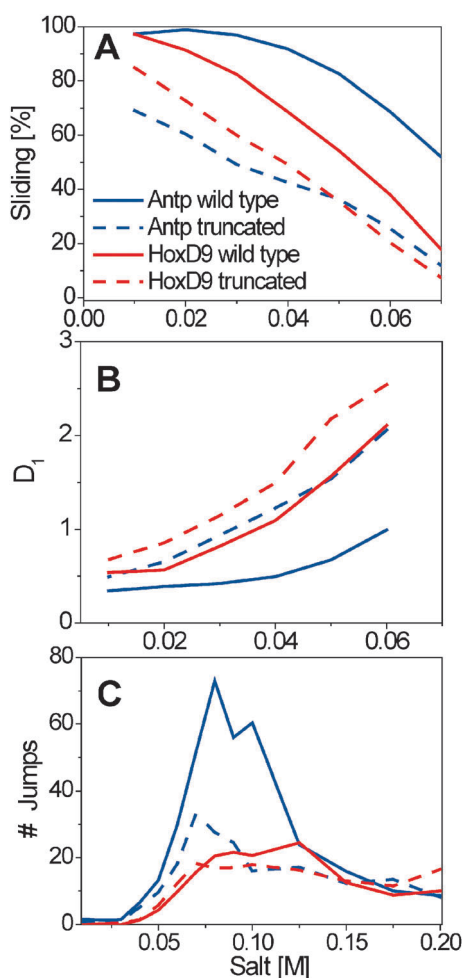 A
100
80
60
40
20
0
Sliding [%]
Antp wild type
Antp truncated
HoxD9 wild type
HoxD9 truncated
0.00 0.02 0.04 0.06
B
3
2
1
0
D1
0.02 0.04 0.06
C
80
60
40
20
0
# Jumps
0.05 0.10 0.15 0.20
Salt [M]